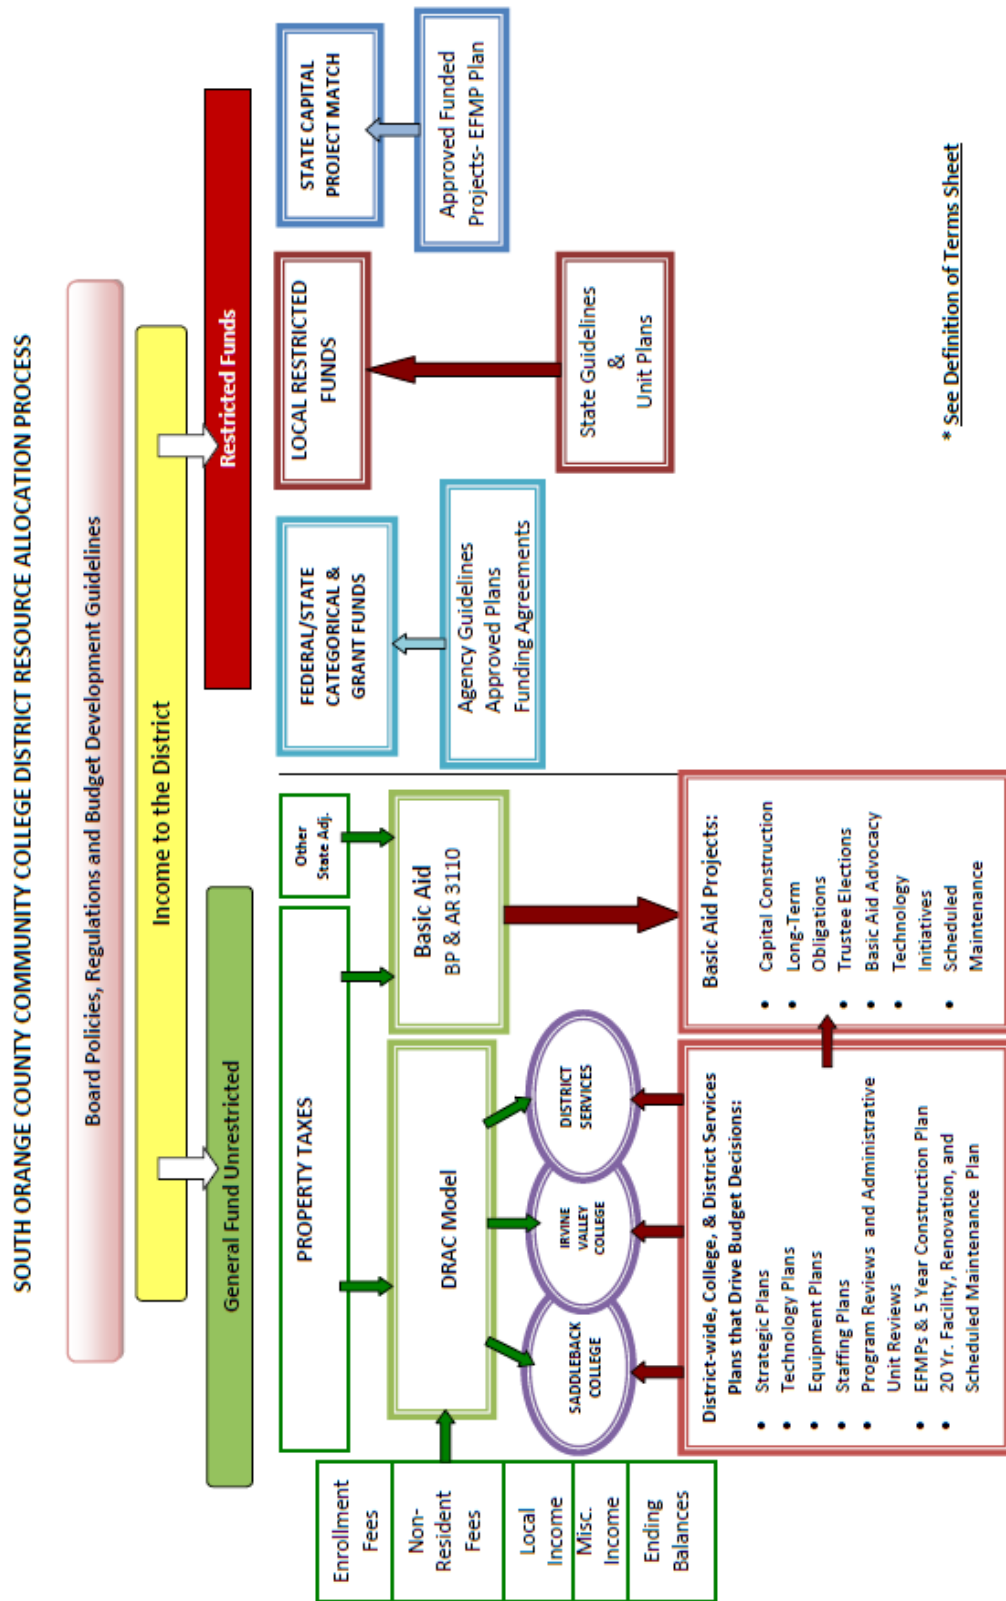 SOUTH ORANGE COUNTY COMMUNITY COLLEGE DISTRICT RESOURCE ALLOCATION PROCESS
Board Policies, Regulations and Budget Development Guidelines
Income to the District
General Fund Unrestricted
Restricted Funds
PROPERTY TAXES
Other
State Adj.
Enrollment
Fees
Non-
Resident
Fees
Local
Income
Misc.
Income
Ending
Balances
DRAC Model
Basic Aid
BP & AR 3110
SADDLEBACK
COLLEGE
IRVINE
VALLEY
COLLEGE
DISTRICT
SERVICES
District-wide, College, & District Services
Plans that Drive Budget Decisions:
• Strategic Plans
• Technology Plans
• Equipment Plans
• Staffing Plans
• Program Reviews and Administrative
Unit Reviews
• EFMPs & 5 Year Construction Plan
• 20 Yr. Facility, Renovation, and
Scheduled Maintenance Plan
Basic Aid Projects:
• Capital Construction
• Long-Term
Obligations
• Trustee Elections
• Basic Aid Advocacy
• Technology
Initiatives
• Scheduled
Maintenance
FEDERAL/STATE
CATEGORICAL &
GRANT FUNDS
Agency Guidelines
Approved Plans
Funding Agreements
LOCAL RESTRICTED
FUNDS
State Guidelines
&
Unit Plans
STATE CAPITAL
PROJECT MATCH
Approved Funded
Projects- EFMP Plan
* See Definition of Terms Sheet